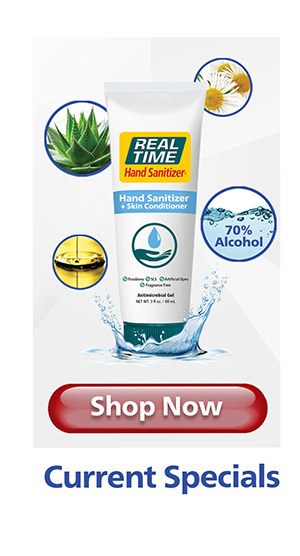 REAL
TIME
Hand Sanitizer
Hand Sanitizer
+ Skin Conditioner
70%
Alcohol
Parabens SLS Artificial Dyes
Fragrance Free
Antimicrobial Gel
NET WT. 3 fl oz. / 88 mL
Shop Now
Current Specials